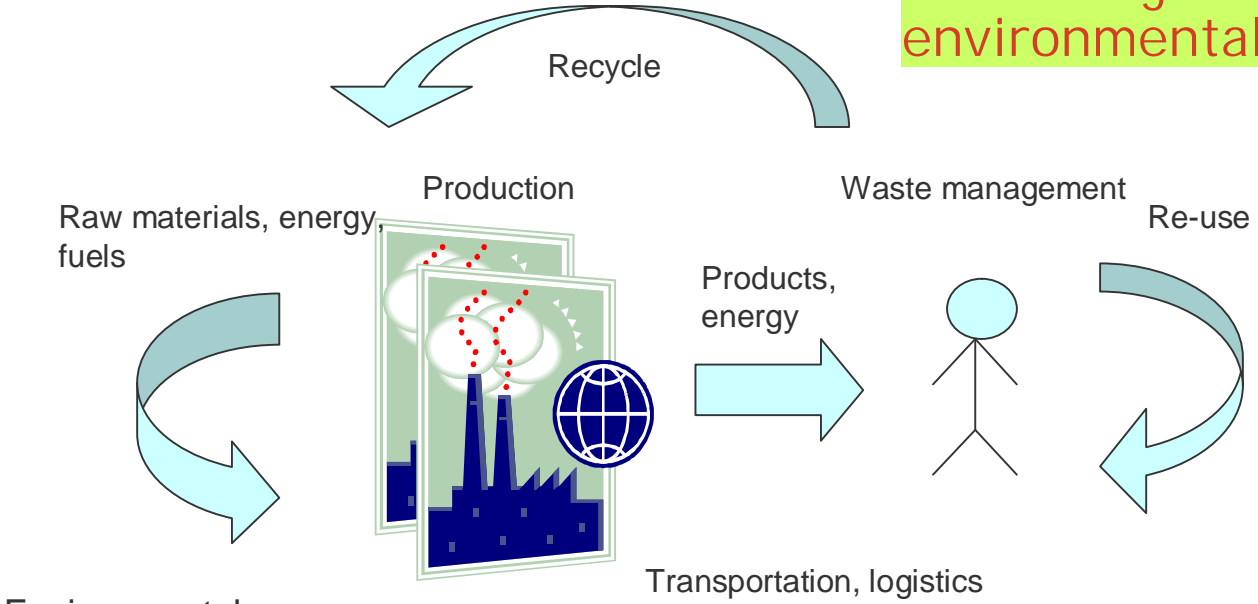 environmental
Recycle
Production
Waste management
Raw materials, energy,
fuels
Re-use
Products,
energy
Transportation, logistics